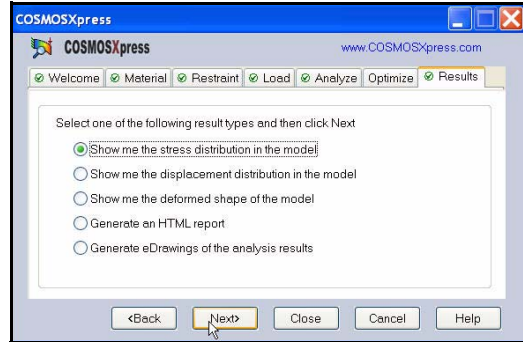 COSMOSXpress
COSMOSXpress www.COSMOSXpress.com
Welcome Material Restraint Load Analyze Optimize Results
Select one of the following result types and then click Next
Show me the stress distribution in the model
Show me the displacement distribution in the model
Show me the deformed shape of the model
Generate an HTML report
Generate eDrawings of the analysis results
<Back Next> Close Cancel Help